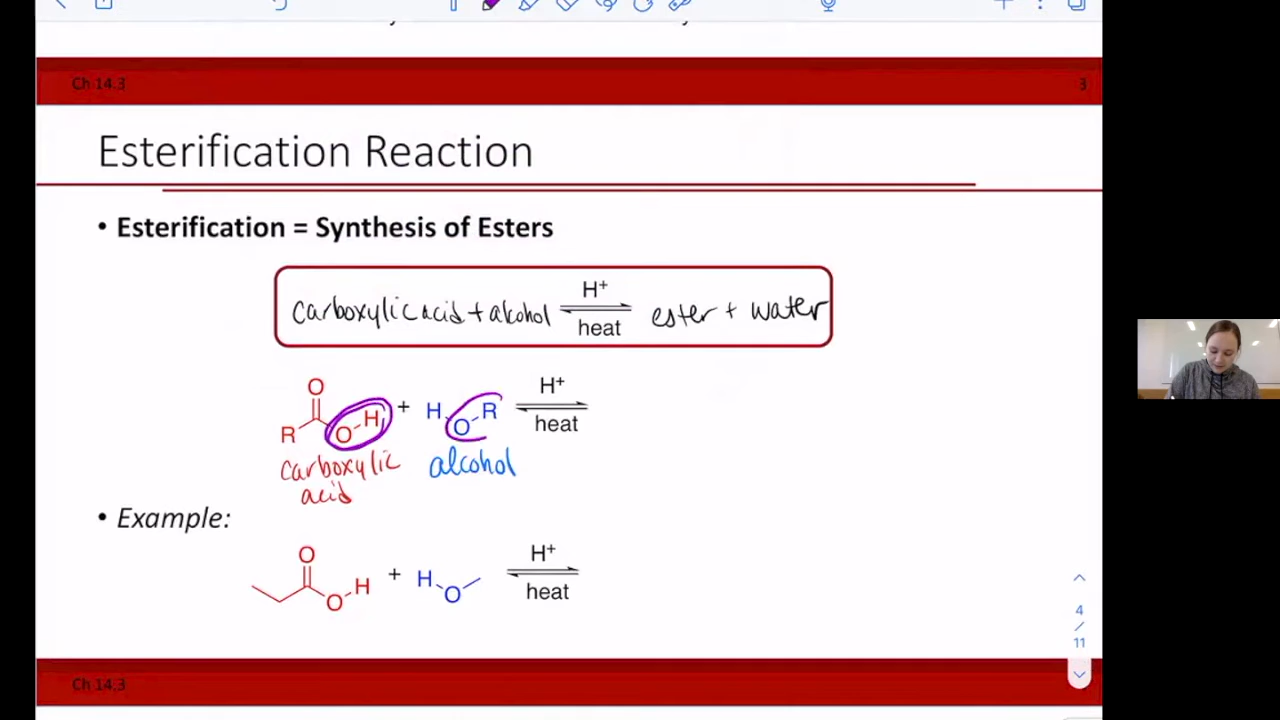 Ch 14.3
3
Esterification Reaction
• Esterification = Synthesis of Esters
carboxylic acid + alcohol H⁺ ⇌ heat ester + water
O
R O-H + H O-R H⁺ ⇌ heat
carboxylic acid
alcohol
• Example:
O
O-H + H O H⁺ ⇌ heat
4
/
11
Ch 14.3